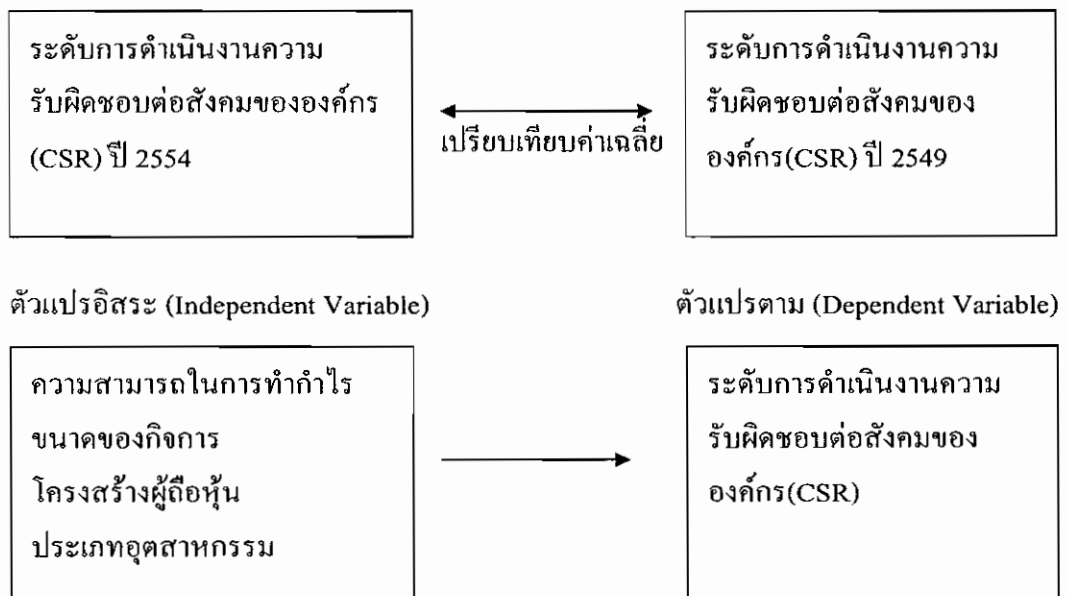 ระดับการดำเนินงานความ
รับผิดชอบต่อสังคมขององค์กร
(CSR) ปี 2554
เปรียบเทียบค่าเฉลี่ย
ระดับการดำเนินงานความ
รับผิดชอบต่อสังคมของ
องค์กร(CSR) ปี 2549
ตัวแปรอิสระ (Independent Variable)
ตัวแปรตาม (Dependent Variable)
ความสามารถในการทำกำไร
ขนาดของกิจการ
โครงสร้างผู้ถือหุ้น
ประเภทอุตสาหกรรม
ระดับการดำเนินงานความ
รับผิดชอบต่อสังคมของ
องค์กร(CSR)